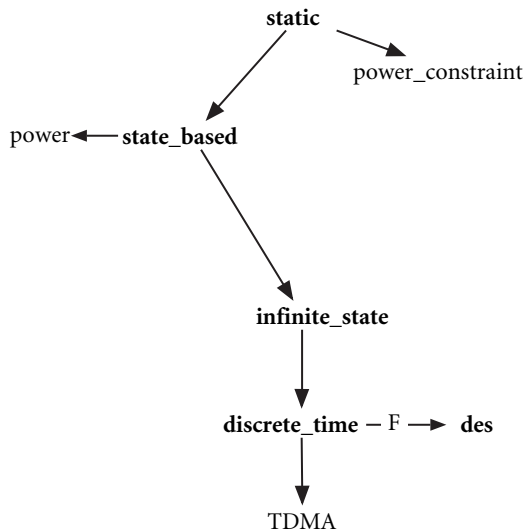 static
power_constraint
power state_based
infinite_state
discrete_time F des
TDMA